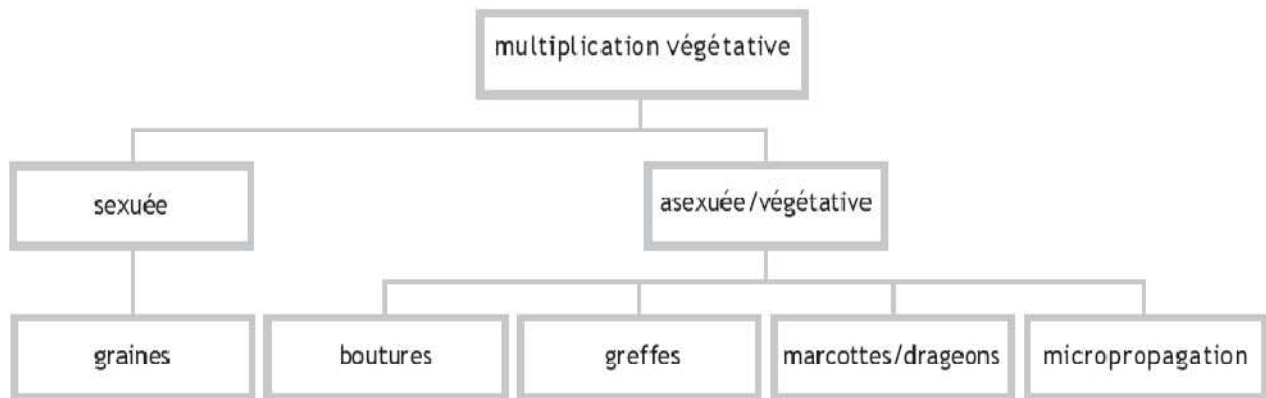 multiplication végétative
sexuée
asexuée/végétative
graines
boutures
greffes
marcottes/drageons
micropropagation